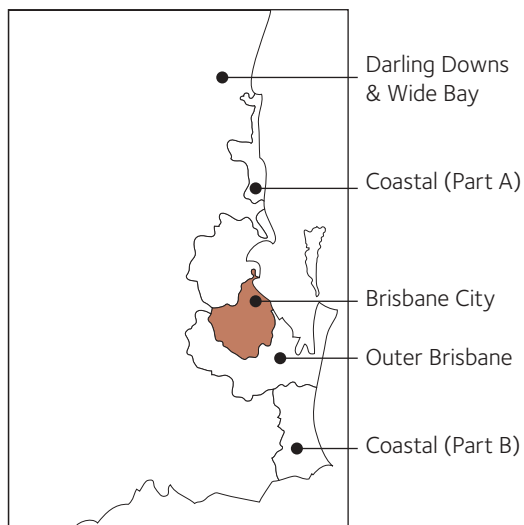 Darling Downs
& Wide Bay
Coastal (Part A)
Brisbane City
Outer Brisbane
Coastal (Part B)